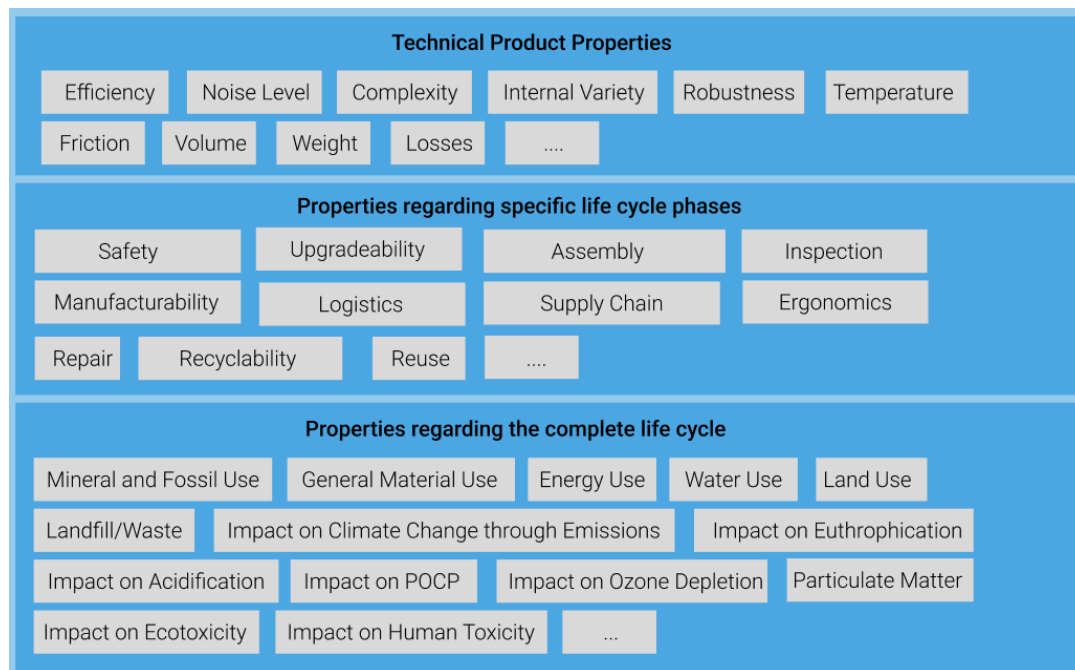 Technical Product Properties
Efficiency Noise Level Complexity Internal Variety Robustness Temperature
Friction Volume Weight Losses ....
Properties regarding specific life cycle phases
Safety Upgradeability Assembly Inspection
Manufacturability Logistics Supply Chain Ergonomics
Repair Recyclability Reuse ....
Properties regarding the complete life cycle
Mineral and Fossil Use General Material Use Energy Use Water Use Land Use
Landfill/Waste Impact on Climate Change through Emissions Impact on Euthrophication
Impact on Acidification Impact on POCP Impact on Ozone Depletion Particulate Matter
Impact on Ecotoxicity Impact on Human Toxicity ...